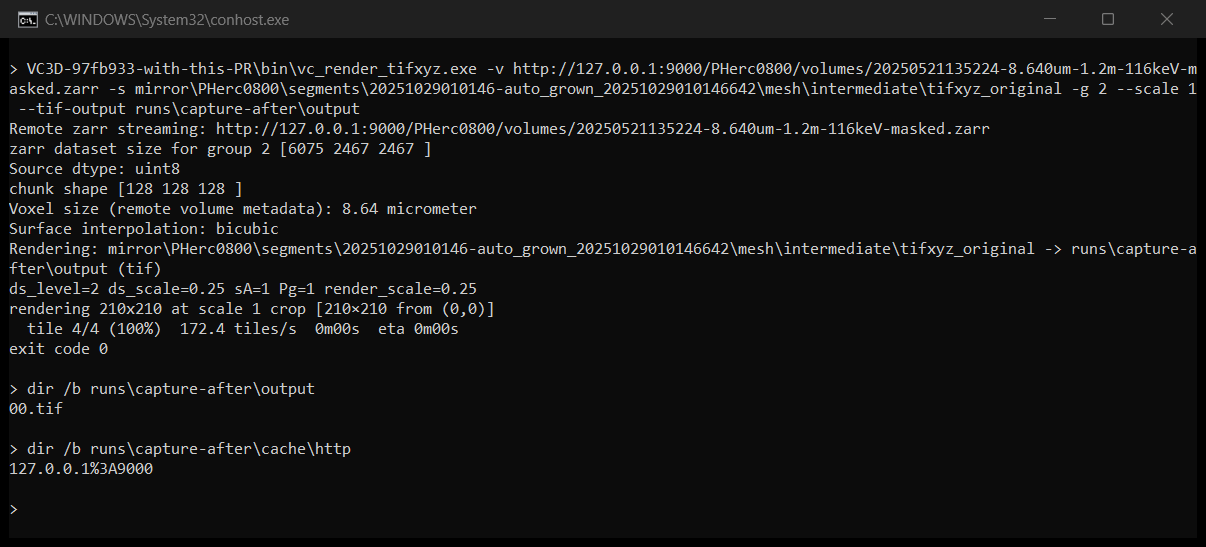 C:\WINDOWS\System32\conhost.exe
> VC3D-97fb933-with-this-PR\bin\vc_render_tifxyz.exe -v http://127.0.0.1:9000/PHerc0800/volumes/20250521135224-8.640um-1.2m-116keV-m
asked.zarr -s mirror\PHerc0800\segments\20251029010146-auto_grown_20251029010146642\mesh\intermediate\tifxyz_original -g 2 --scale 1
 --tif-output runs\capture-after\output
Remote zarr streaming: http://127.0.0.1:9000/PHerc0800/volumes/20250521135224-8.640um-1.2m-116keV-masked.zarr
zarr dataset size for group 2 [6075 2467 2467 ]
Source dtype: uint8
chunk shape [128 128 128 ]
Voxel size (remote volume metadata): 8.64 micrometer
Surface interpolation: bicubic
Rendering: mirror\PHerc0800\segments\20251029010146-auto_grown_20251029010146642\mesh\intermediate\tifxyz_original -> runs\capture-a
fter\output (tif)
ds_level=2 ds_scale=0.25 sA=1 Pg=1 render_scale=0.25
rendering 210x210 at scale 1 crop [210×210 from (0,0)]
  tile 4/4 (100%)  172.4 tiles/s  0m00s  eta 0m00s
exit code 0
> dir /b runs\capture-after\output
00.tif
> dir /b runs\capture-after\cache\http
127.0.0.1%3A9000
>